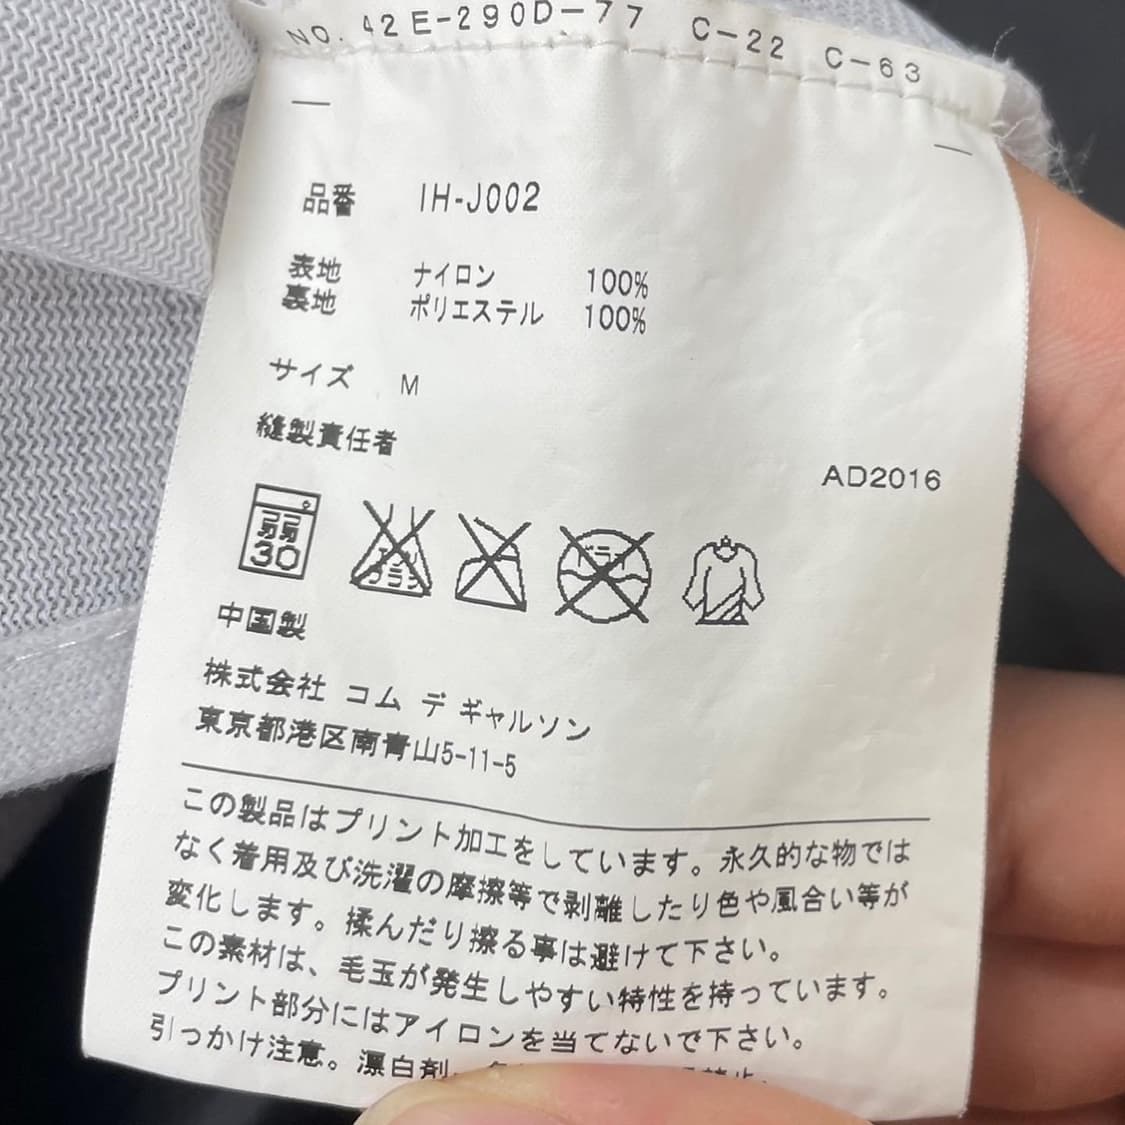 NO. 42E-290D-77 C-22 C-63
品番 IH-J002
表地 ナイロン 100%
裏地 ポリエステル 100%
サイズ M
縫製責任者
AD2016
弱
30
エンソ
サラシ
ドライ
中国製
株式会社 コム デ ギャルソン
東京都港区南青山5-11-5
この製品はプリント加工をしています。永久的な物では
なく着用及び洗濯の摩擦等で剥離したり色や風合い等が
変化します。揉んだり擦る事は避けて下さい。
この素材は、毛玉が発生しやすい特性を持っています。
プリント部分にはアイロンを当てないで下さい。
引っかけ注意。漂白剤